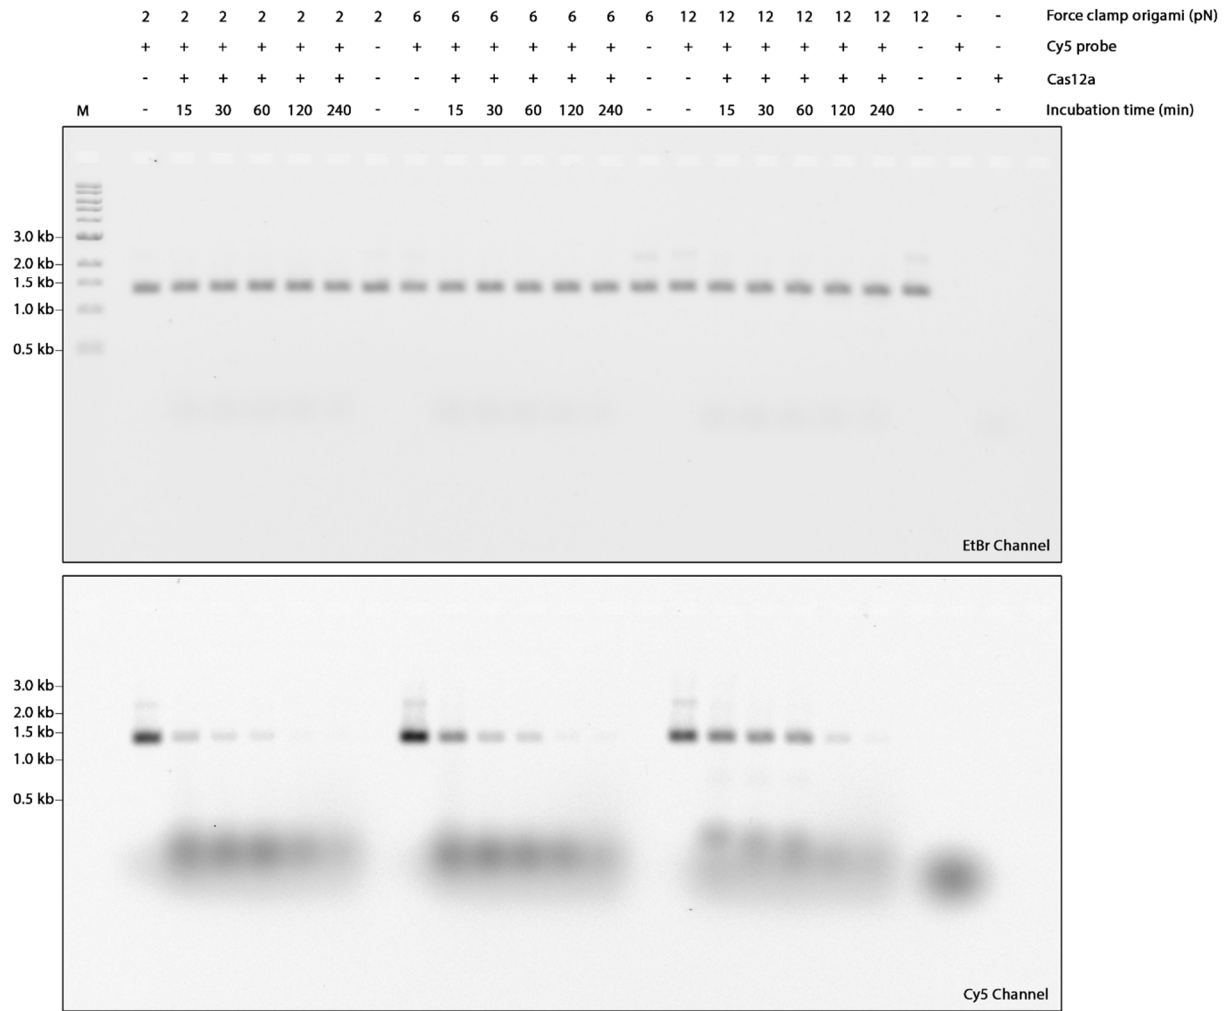 2 2 2 2 2 2 2 6 6 6 6 6 6 6 12 12 12 12 12 12 12 - - Force clamp origami (pN)
+ + + + + + - + + + + + + - + + + + + + - + - Cy5 probe
- + + + + + - - + + + + + - - + + + + + - - + Cas12a
M - 15 30 60 120 240 - - 15 30 60 120 240 - - 15 30 60 120 240 - - - Incubation time (min)
3.0 kb
2.0 kb
1.5 kb
1.0 kb
0.5 kb
EtBr Channel
3.0 kb
2.0 kb
1.5 kb
1.0 kb
0.5 kb
Cy5 Channel